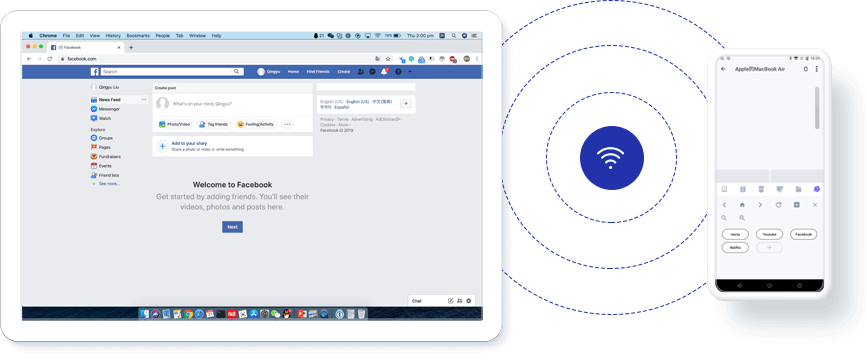 Chrome File Edit View History Bookmarks People Tab Window Help
21
74%
Thu 2:00 pm
(1) Facebook
facebook.com
Search
Qingyu Home Find Friends Create
Qingyu Liu
News Feed
Messenger
Watch
Explore
Groups
Pages
Fundraisers
Events
Friend lists
See more...
Create post
What's on your mind, Qingyu?
Photo/Video Tag friends Feeling/Activity
Add to your story
Share a photo or video or write something
English (UK) · English (US) · 中文(简体) ·
한국어 · Español
Privacy · Terms · Advertising · AdChoices ·
Cookies · More
Facebook © 2019
Welcome to Facebook
Get started by adding friends. You'll see their
videos, photos and posts here.
Next
Chat
Apple的MacBook Air
Youtube
Facebook
Netflix